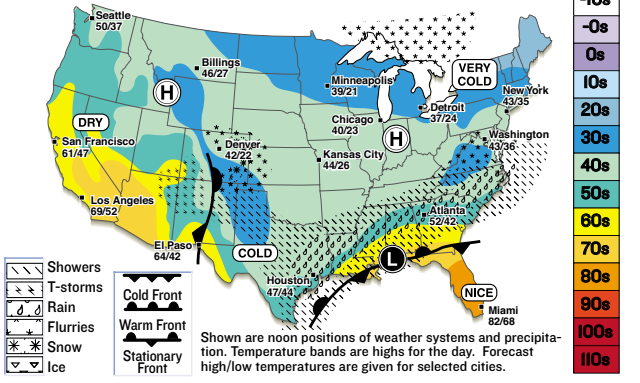 Seattle
50/37
Billings
46/27
Minneapolis
39/21
VERY
COLD
New York
43/35
Detroit
37/24
Chicago
40/23
H
H
DRY
San Francisco
61/47
Denver
42/22
Kansas City
44/26
Washington
43/36
Los Angeles
69/52
Atlanta
52/42
El Paso
64/42
COLD
L
Houston
47/44
NICE
Miami
82/68
Showers
T-storms
Rain
Flurries
Snow
Ice
Cold Front
Warm Front
Stationary
Front
Shown are noon positions of weather systems and precipita-
tion. Temperature bands are highs for the day. Forecast
high/low temperatures are given for selected cities.
-0s
0s
10s
20s
30s
40s
50s
60s
70s
80s
90s
100s
110s